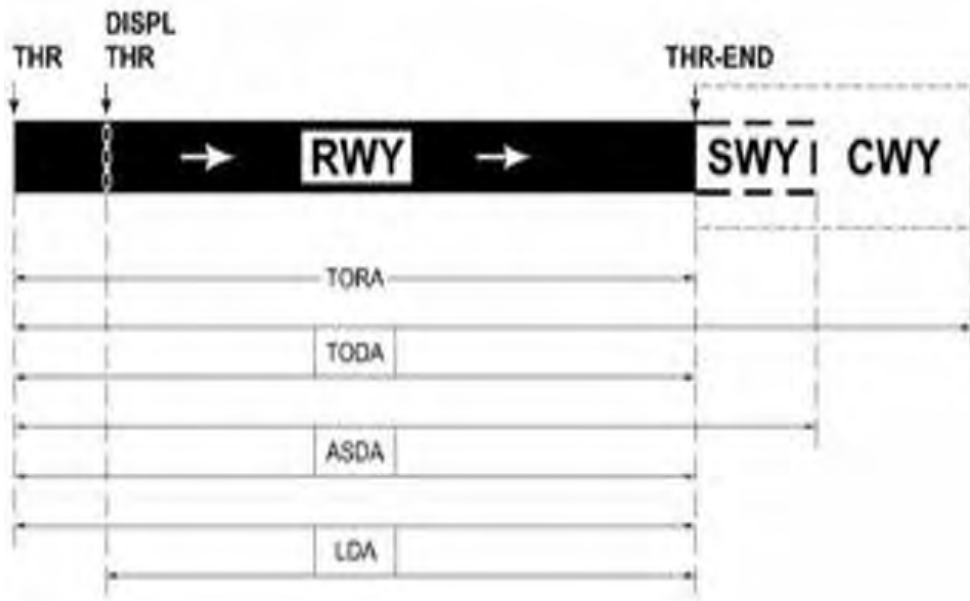 DISPL
THR THR THR-END
RWY SWY CWY
TORA
TODA
ASDA
LDA